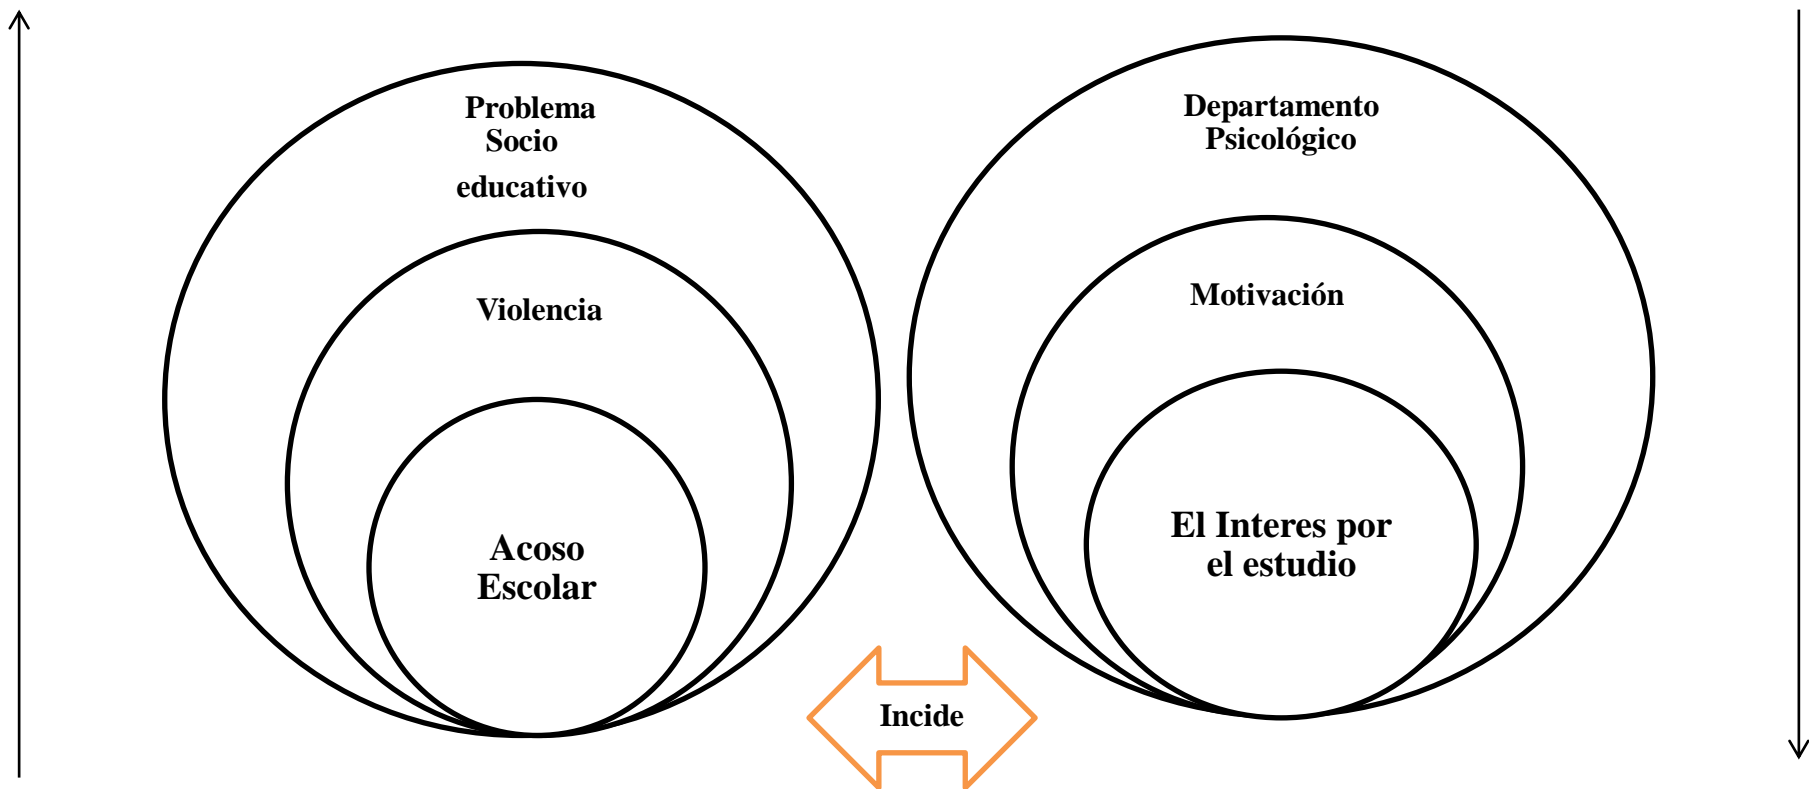 Problema
Socio
educativo
Violencia
Acoso
Escolar
Departamento
Psicológico
Motivación
El Interes por
el estudio
Incide